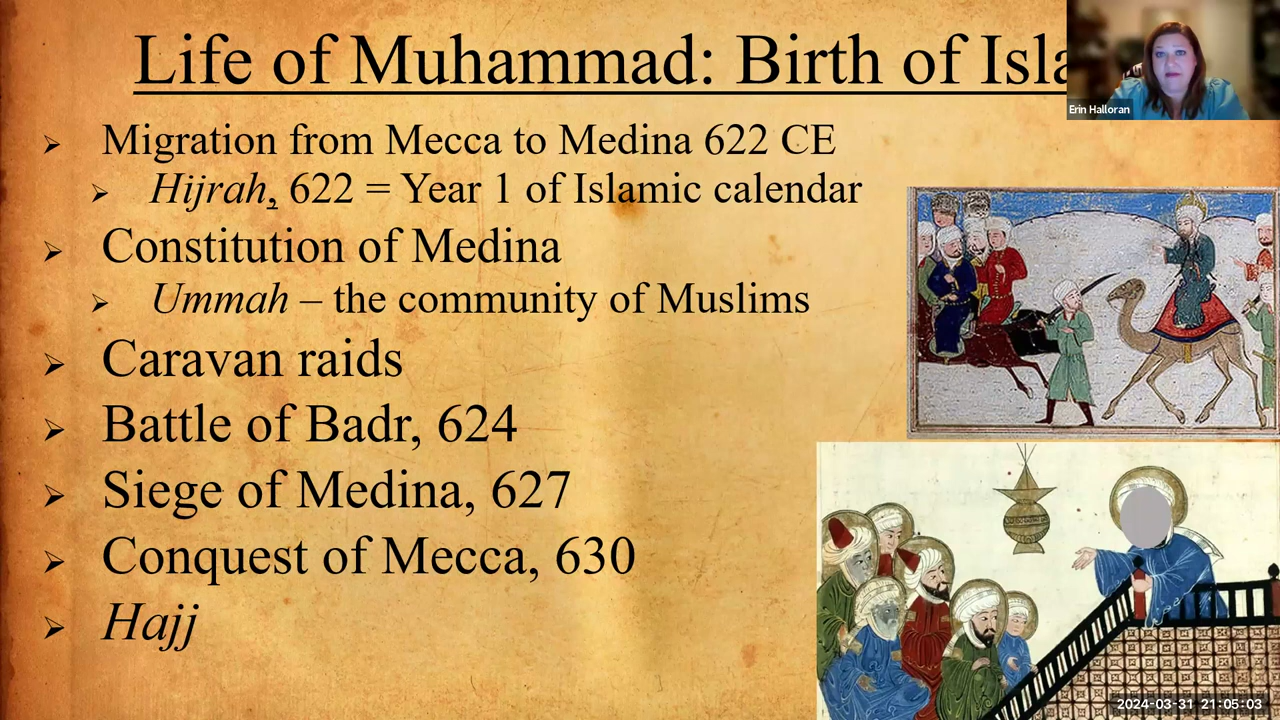 Life of Muhammad: Birth of Isla
Erin Halloran
➢ Migration from Mecca to Medina 622 CE
➢ Hijrah, 622 = Year 1 of Islamic calendar
➢ Constitution of Medina
➢ Ummah – the community of Muslims
➢ Caravan raids
➢ Battle of Badr, 624
➢ Siege of Medina, 627
➢ Conquest of Mecca, 630
➢ Hajj
2024-03-31 21:05:03